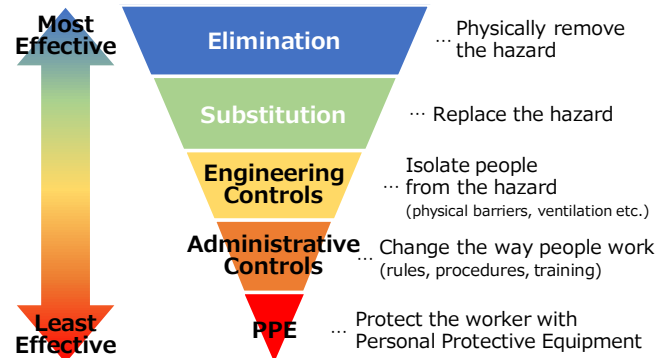 Most
Effective
Elimination
… Physically remove
the hazard
Substitution
… Replace the hazard
Engineering
Controls
Isolate people
… from the hazard
(physical barriers, ventilation etc.)
Administrative
Controls
… Change the way people work
(rules, procedures, training)
Least
Effective
PPE
… Protect the worker with
Personal Protective Equipment